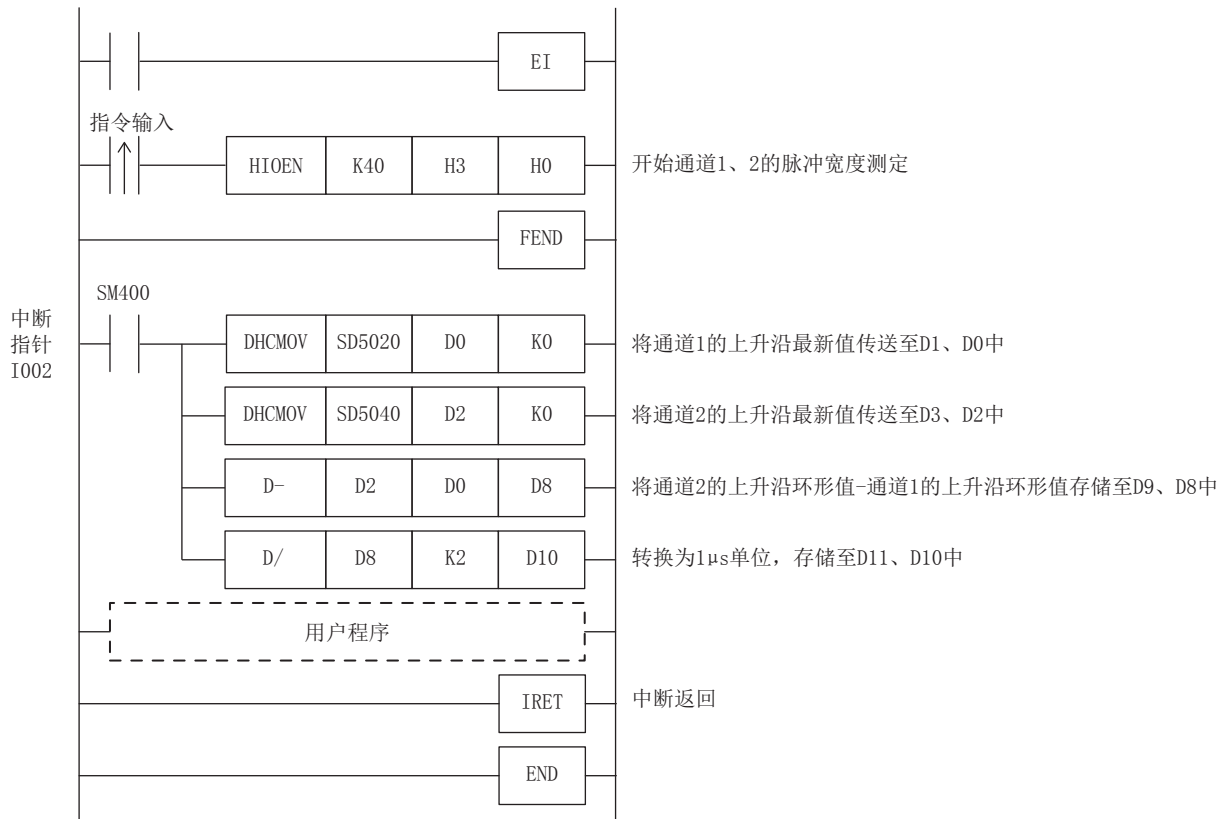 EI
指令输入
HIOEN K40 H3 H0 开始通道1、2的脉冲宽度测定
FEND
SM400
中断
指针
I002
DHCMOV SD5020 D0 K0 将通道1的上升沿最新值传送至D1、D0中
DHCMOV SD5040 D2 K0 将通道2的上升沿最新值传送至D3、D2中
D- D2 D0 D8 将通道2的上升沿环形值-通道1的上升沿环形值存储至D9、D8中
D/ D8 K2 D10 转换为1μs单位，存储至D11、D10中
用户程序
IRET 中断返回
END